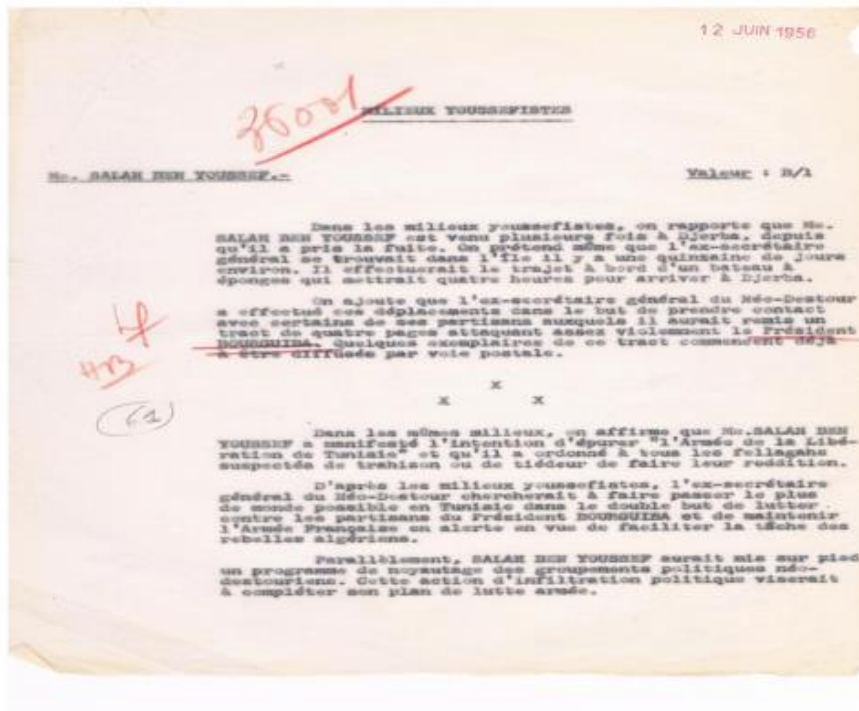 12 JUIN 1956
36001
MILIEUX YOUSSEFISTES
Me. SALAH BEN YOUSSEF.-
Valeur : B/1
Dans les milieux youssefistes, on rapporte que Me.
SALAH BEN YOUSSEF est venu plusieurs fois à Djerba, depuis
qu'il a pris la fuite. On prétend même que l'ex-secrétaire
général se trouvait dans l'île il y a une quinzaine de jours
environ. Il effectuerait le trajet à bord d'un bateau à
éponges qui mettrait quatre heures pour arriver à Djerba.
On ajoute que l'ex-secrétaire général du Néo-Destour
a effectué ces déplacements dans le but de prendre contact
avec certains de ses partisans auxquels il aurait remis un
tract de quatre pages attaquant assez violemment le Président
BOURGUIBA. Quelques exemplaires de ce tract commencent déjà
à être diffusés par voie postale.
X
X X
Dans les mêmes milieux, on affirme que Me.SALAH BEN
YOUSSEF a manifesté l'intention d'épurer "l'Armée de la Libé-
ration de Tunisie" et qu'il a ordonné à tous les fellagahs
suspectés de trahison ou de tiédeur de faire leur reddition.
D'après les milieux youssefistes, l'ex-secrétaire
général du Néo-Destour chercherait à faire passer le plus
de monde possible en Tunisie dans le double but de lutter
contre les partisans du Président BOURGUIBA et de maintenir
l'Armée Française en alerte en vue de faciliter la tâche des
rebelles algériens.
Parallèlement, SALAH BEN YOUSSEF aurait mis sur pied
un programme de noyautage des groupements politiques néo-
destouriens. Cette action d'infiltration politique viserait
à compléter son plan de lutte armée.